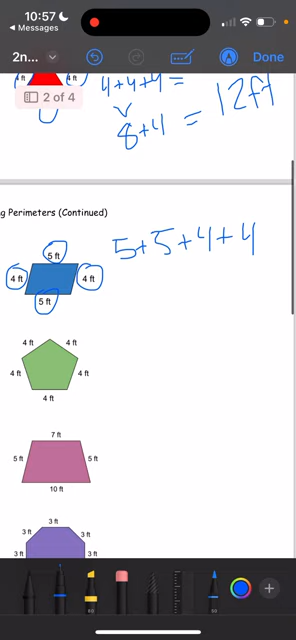 10:57
Messages
2n...
Done
4 ft
4 ft
4+4+4=
2 of 4
8+4 = 12ft
ng Perimeters (Continued)
5 ft
5+5+4+4
4 ft
4 ft
5 ft
4 ft
4 ft
4 ft
4 ft
4 ft
7 ft
5 ft
5 ft
10 ft
3 ft
3 ft
3 ft
3 ft
3 ft